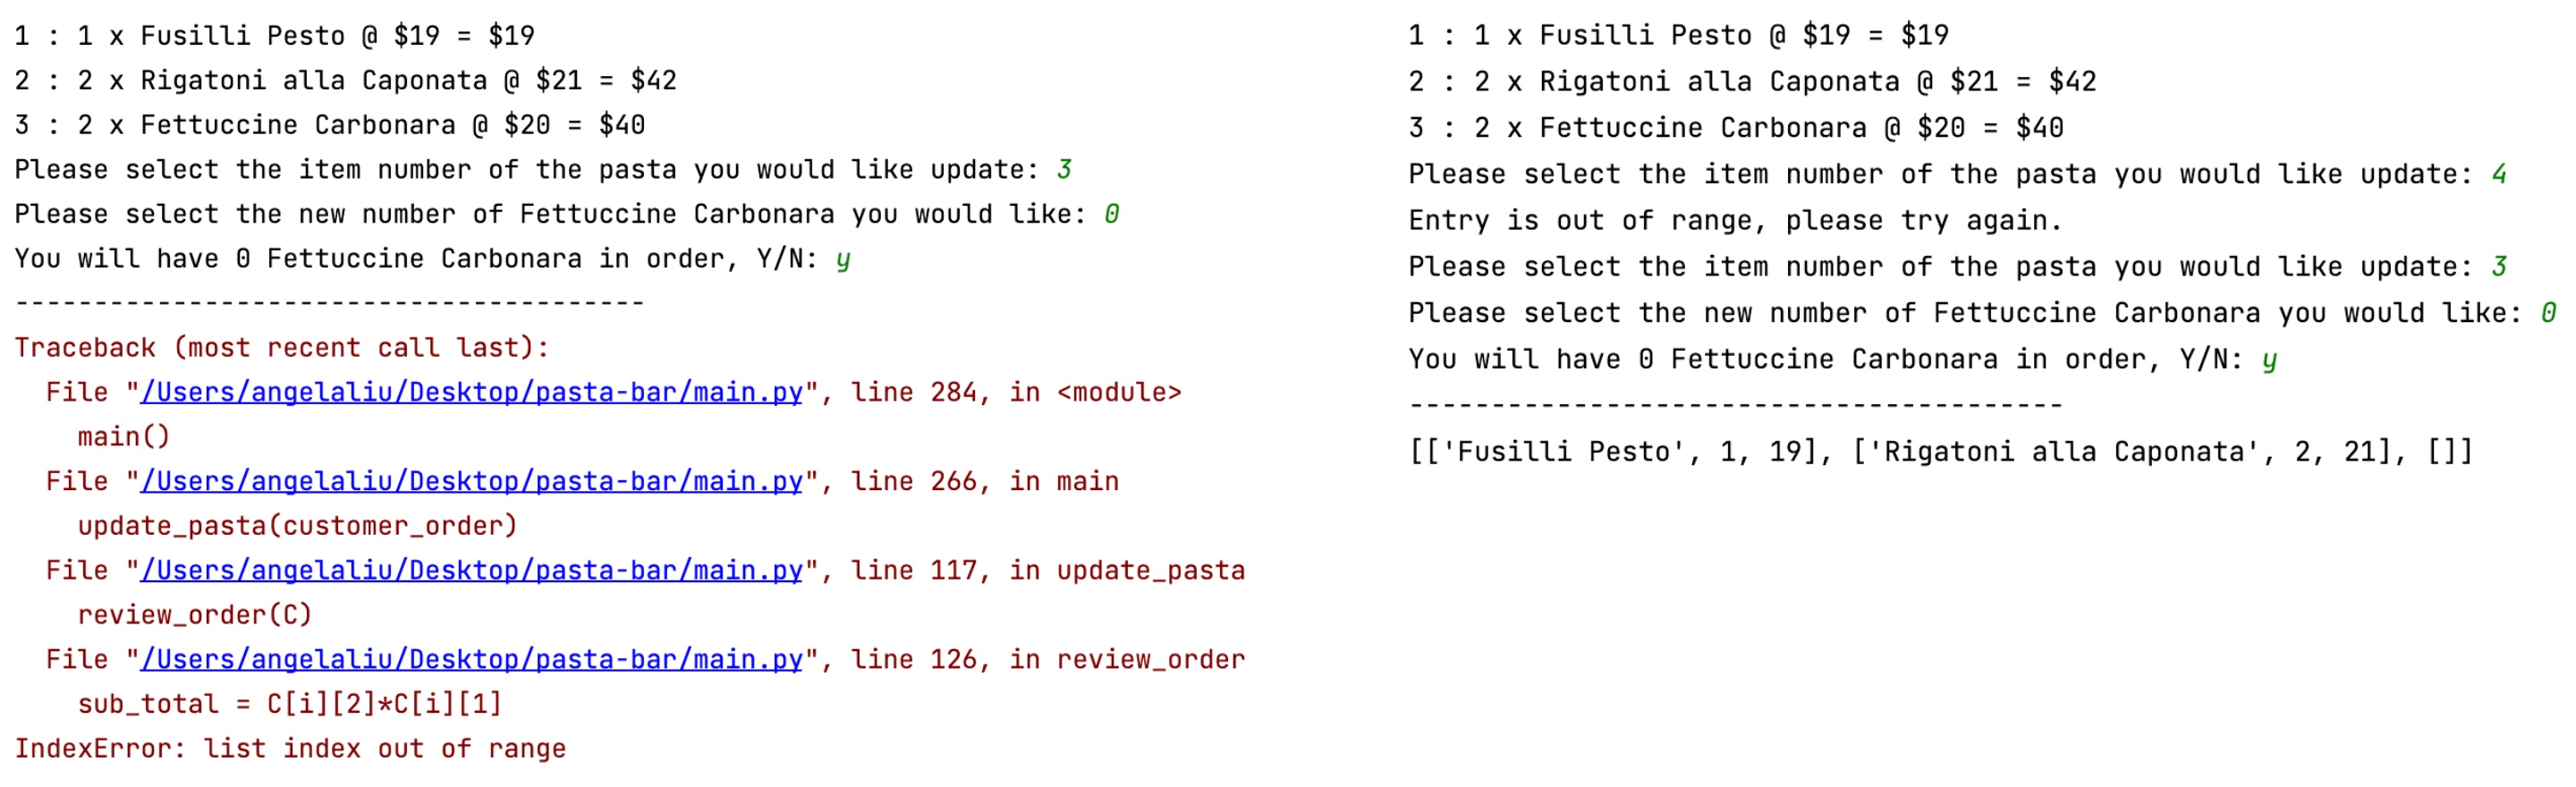 1 : 1 x Fusilli Pesto @ $19 = $19
2 : 2 x Rigatoni alla Caponata @ $21 = $42
3 : 2 x Fettuccine Carbonara @ $20 = $40
Please select the item number of the pasta you would like update: 3
Please select the new number of Fettuccine Carbonara you would like: 0
You will have 0 Fettuccine Carbonara in order, Y/N: y
----------------------------------------
Traceback (most recent call last):
  File "/Users/angelaliu/Desktop/pasta-bar/main.py", line 284, in <module>
    main()
  File "/Users/angelaliu/Desktop/pasta-bar/main.py", line 266, in main
    update_pasta(customer_order)
  File "/Users/angelaliu/Desktop/pasta-bar/main.py", line 117, in update_pasta
    review_order(C)
  File "/Users/angelaliu/Desktop/pasta-bar/main.py", line 126, in review_order
    sub_total = C[i][2]*C[i][1]
IndexError: list index out of range
1 : 1 x Fusilli Pesto @ $19 = $19
2 : 2 x Rigatoni alla Caponata @ $21 = $42
3 : 2 x Fettuccine Carbonara @ $20 = $40
Please select the item number of the pasta you would like update: 4
Entry is out of range, please try again.
Please select the item number of the pasta you would like update: 3
Please select the new number of Fettuccine Carbonara you would like: 0
You will have 0 Fettuccine Carbonara in order, Y/N: y
----------------------------------------
[['Fusilli Pesto', 1, 19], ['Rigatoni alla Caponata', 2, 21], []]